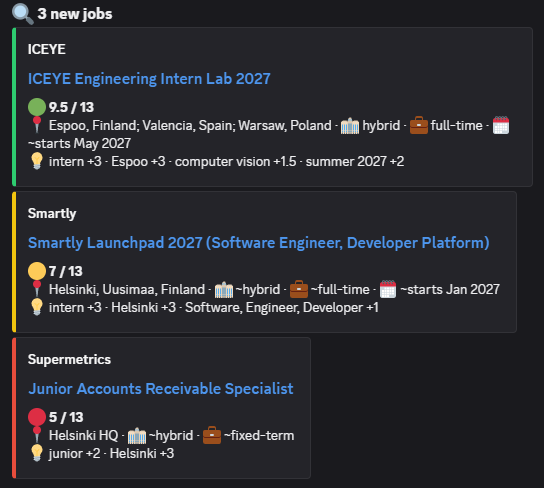 3 new jobs
ICEYE
ICEYE Engineering Intern Lab 2027
9.5 / 13
Espoo, Finland; Valencia, Spain; Warsaw, Poland · hybrid · full-time ·
~starts May 2027
intern +3 · Espoo +3 · computer vision +1.5 · summer 2027 +2
Smartly
Smartly Launchpad 2027 (Software Engineer, Developer Platform)
7 / 13
Helsinki, Uusimaa, Finland · ~hybrid · ~full-time · ~starts Jan 2027
intern +3 · Helsinki +3 · Software, Engineer, Developer +1
Supermetrics
Junior Accounts Receivable Specialist
5 / 13
Helsinki HQ · ~hybrid · ~fixed-term
junior +2 · Helsinki +3